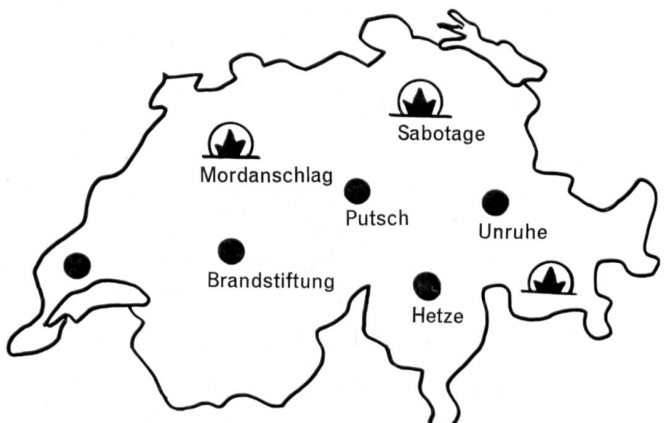 Sabotage
Mordanschlag
Putsch
Unruhe
Brandstiftung
Hetze